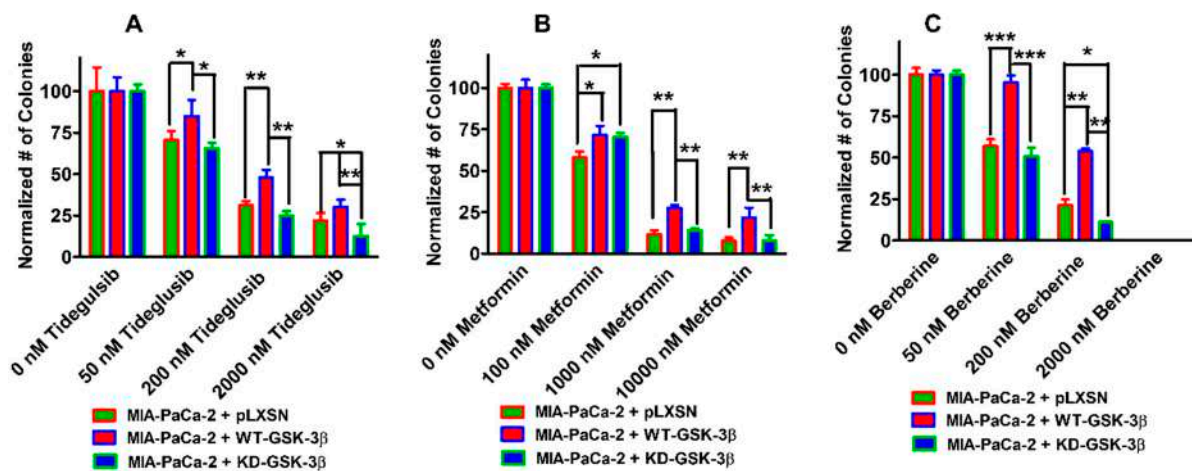 A
Normalized # of Colonies
100
75
50
25
0
*
*
**
**
*
**
0 nM Tidegulsib
50 nM Tideglusib
200 nM Tideglusib
2000 nM Tideglusib
MIA-PaCa-2 + pLXSN
MIA-PaCa-2 + WT-GSK-3β
MIA-PaCa-2 + KD-GSK-3β
B
Normalized # of Colonies
100
75
50
25
0
*
*
**
**
**
**
0 nM Metformin
100 nM Metformin
1000 nM Metformin
10000 nM Metformin
MIA-PaCa-2 + pLXSN
MIA-PaCa-2 + WT-GSK-3β
MIA-PaCa-2 + KD-GSK-3β
C
Normalized # of Colonies
100
75
50
25
0
***
***
*
**
**
0 nM Berberine
50 nM Berberine
200 nM Berberine
2000 nM Berberine
MIA-PaCa-2 + pLXSN
MIA-PaCa-2 + WT-GSK-3β
MIA-PaCa-2 + KD-GSK-3β